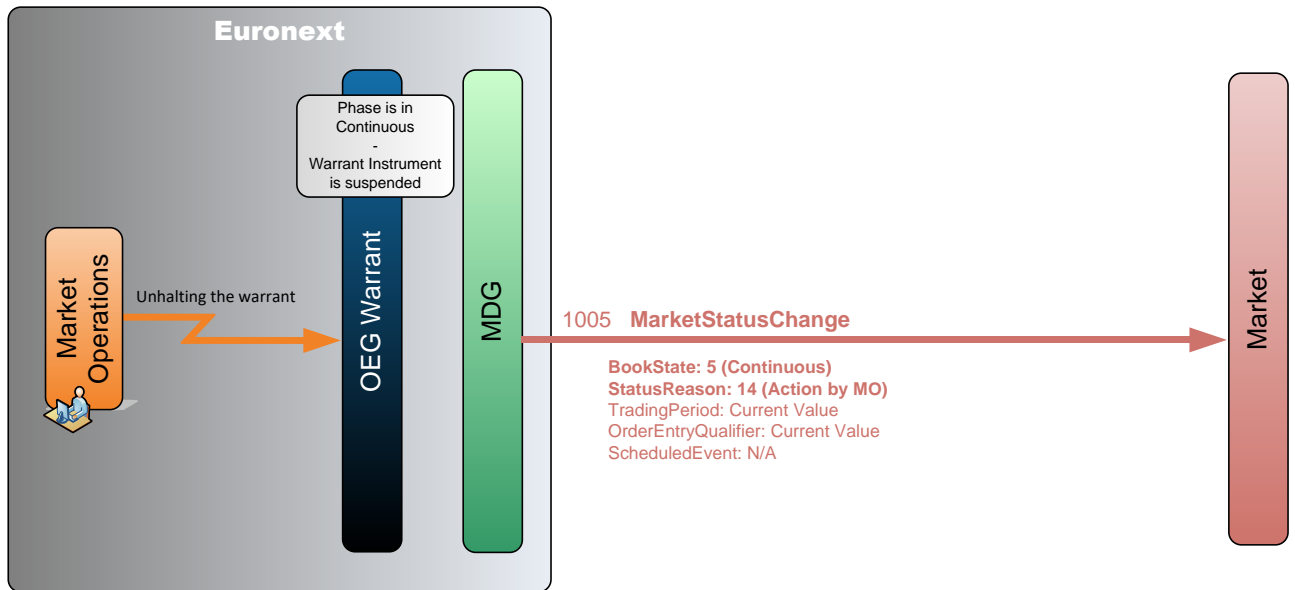 Euronext
Phase is in
Continuous
-
Warrant Instrument
is suspended
Market
Operations
Unhalting the warrant
OEG Warrant
MDG
1005 MarketStatusChange
BookState: 5 (Continuous)
StatusReason: 14 (Action by MO)
TradingPeriod: Current Value
OrderEntryQualifier: Current Value
ScheduledEvent: N/A
Market